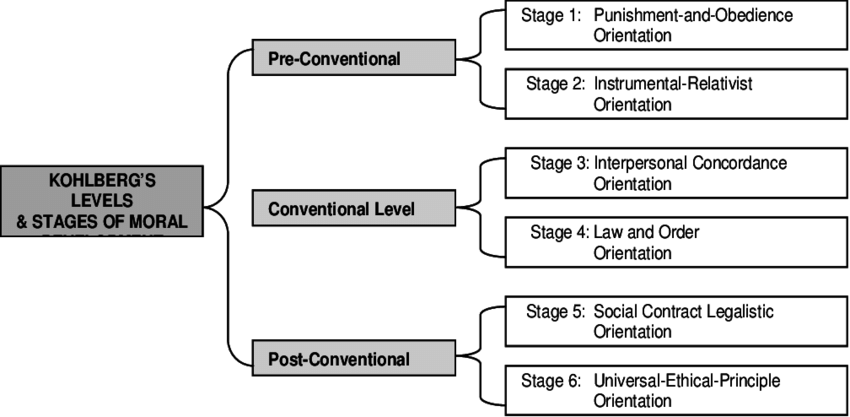 Stage 1: Punishment-and-Obedience
Orientation
Pre-Conventional
Stage 2: Instrumental-Relativist
Orientation
KOHLBERG'S
LEVELS
& STAGES OF MORAL
Stage 3: Interpersonal Concordance
Orientation
Conventional Level
Stage 4: Law and Order
Orientation
Stage 5: Social Contract Legalistic
Orientation
Post-Conventional
Stage 6: Universal-Ethical-Principle
Orientation